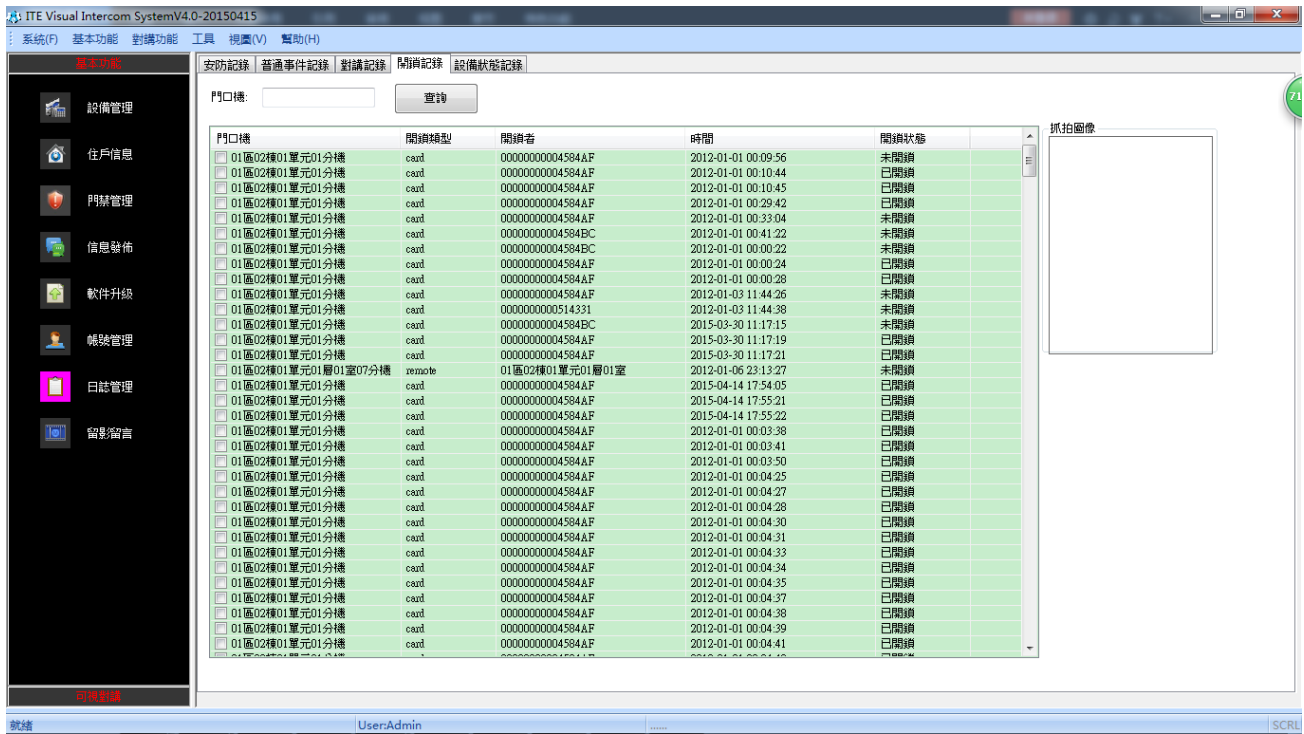 ITE Visual Intercom SystemV4.0-20150415
系统(F) 基本功能 對講功能 工具 視圖(V) 幫助(H)
基本功能
設備管理
住戶信息
門禁管理
信息發佈
軟件升級
帳號管理
日誌管理
留影留言
可視對講
安防記錄 普通事件記錄 對講記錄 開鎖記錄 設備狀態記錄
門口機: 查詢
71
抓拍圖像
門口機 開鎖類型 開鎖者 時間 開鎖狀態
01區02棟01單元01分機 card 00000000004584AF 2012-01-01 00:09:56 未開鎖
01區02棟01單元01分機 card 00000000004584AF 2012-01-01 00:10:44 已開鎖
01區02棟01單元01分機 card 00000000004584AF 2012-01-01 00:10:45 已開鎖
01區02棟01單元01分機 card 00000000004584AF 2012-01-01 00:29:42 已開鎖
01區02棟01單元01分機 card 00000000004584AF 2012-01-01 00:33:04 未開鎖
01區02棟01單元01分機 card 00000000004584BC 2012-01-01 00:41:22 未開鎖
01區02棟01單元01分機 card 00000000004584BC 2012-01-01 00:00:22 未開鎖
01區02棟01單元01分機 card 00000000004584AF 2012-01-01 00:00:24 已開鎖
01區02棟01單元01分機 card 00000000004584AF 2012-01-01 00:00:28 已開鎖
01區02棟01單元01分機 card 00000000004584AF 2012-01-03 11:44:26 未開鎖
01區02棟01單元01分機 card 0000000000514331 2012-01-03 11:44:38 未開鎖
01區02棟01單元01分機 card 00000000004584BC 2015-03-30 11:17:15 未開鎖
01區02棟01單元01分機 card 00000000004584AF 2015-03-30 11:17:19 已開鎖
01區02棟01單元01分機 card 00000000004584AF 2015-03-30 11:17:21 已開鎖
01區02棟01單元01層01室07分機 remote 01區02棟01單元01層01室 2012-01-06 23:13:27 未開鎖
01區02棟01單元01分機 card 00000000004584AF 2015-04-14 17:54:05 已開鎖
01區02棟01單元01分機 card 00000000004584AF 2015-04-14 17:55:21 已開鎖
01區02棟01單元01分機 card 00000000004584AF 2015-04-14 17:55:22 已開鎖
01區02棟01單元01分機 card 00000000004584AF 2012-01-01 00:03:38 已開鎖
01區02棟01單元01分機 card 00000000004584AF 2012-01-01 00:03:41 已開鎖
01區02棟01單元01分機 card 00000000004584AF 2012-01-01 00:03:50 已開鎖
01區02棟01單元01分機 card 00000000004584AF 2012-01-01 00:04:25 已開鎖
01區02棟01單元01分機 card 00000000004584AF 2012-01-01 00:04:27 已開鎖
01區02棟01單元01分機 card 00000000004584AF 2012-01-01 00:04:28 已開鎖
01區02棟01單元01分機 card 00000000004584AF 2012-01-01 00:04:30 已開鎖
01區02棟01單元01分機 card 00000000004584AF 2012-01-01 00:04:31 已開鎖
01區02棟01單元01分機 card 00000000004584AF 2012-01-01 00:04:33 已開鎖
01區02棟01單元01分機 card 00000000004584AF 2012-01-01 00:04:34 已開鎖
01區02棟01單元01分機 card 00000000004584AF 2012-01-01 00:04:35 已開鎖
01區02棟01單元01分機 card 00000000004584AF 2012-01-01 00:04:37 已開鎖
01區02棟01單元01分機 card 00000000004584AF 2012-01-01 00:04:38 已開鎖
01區02棟01單元01分機 card 00000000004584AF 2012-01-01 00:04:39 已開鎖
01區02棟01單元01分機 card 00000000004584AF 2012-01-01 00:04:41 已開鎖
就緒 User:Admin ...... SCRL